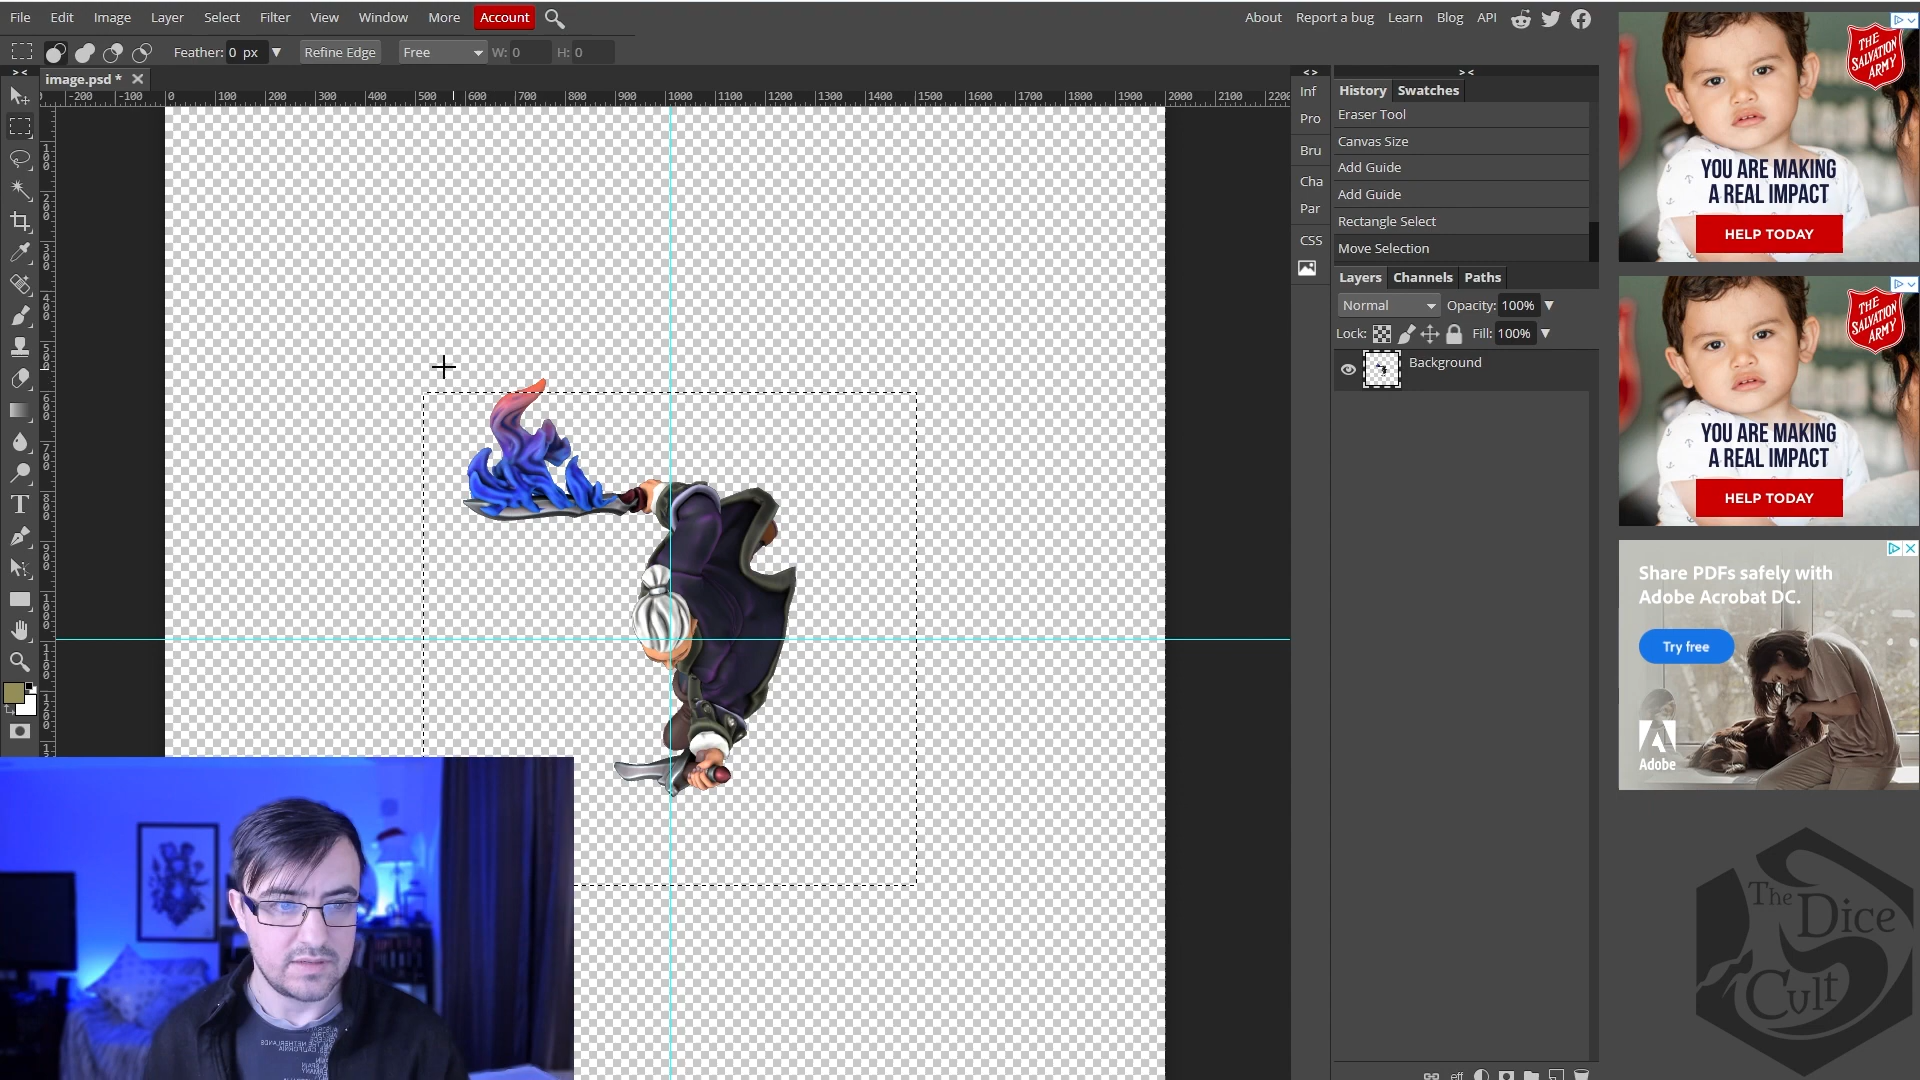 File Edit Image Layer Select Filter View Window More Account
About Report a bug Learn Blog API
Feather: 0 px Refine Edge Free W: 0 H: 0
image.psd *
-200 -100 0 100 200 300 400 500 600 700 800 900 1000 1100 1200 1300 1400 1500 1600 1700 1800 1900 2000 2100 2200
Inf
Pro
Bru
Cha
Par
CSS
History Swatches
Eraser Tool
Canvas Size
Add Guide
Add Guide
Rectangle Select
Move Selection
Layers Channels Paths
Normal Opacity: 100%
Lock: Fill: 100%
Background
eff
THE SALVATION ARMY
YOU ARE MAKING
A REAL IMPACT
HELP TODAY
THE SALVATION ARMY
YOU ARE MAKING
A REAL IMPACT
HELP TODAY
Share PDFs safely with
Adobe Acrobat DC.
Try free
Adobe
The
Dice
Cult